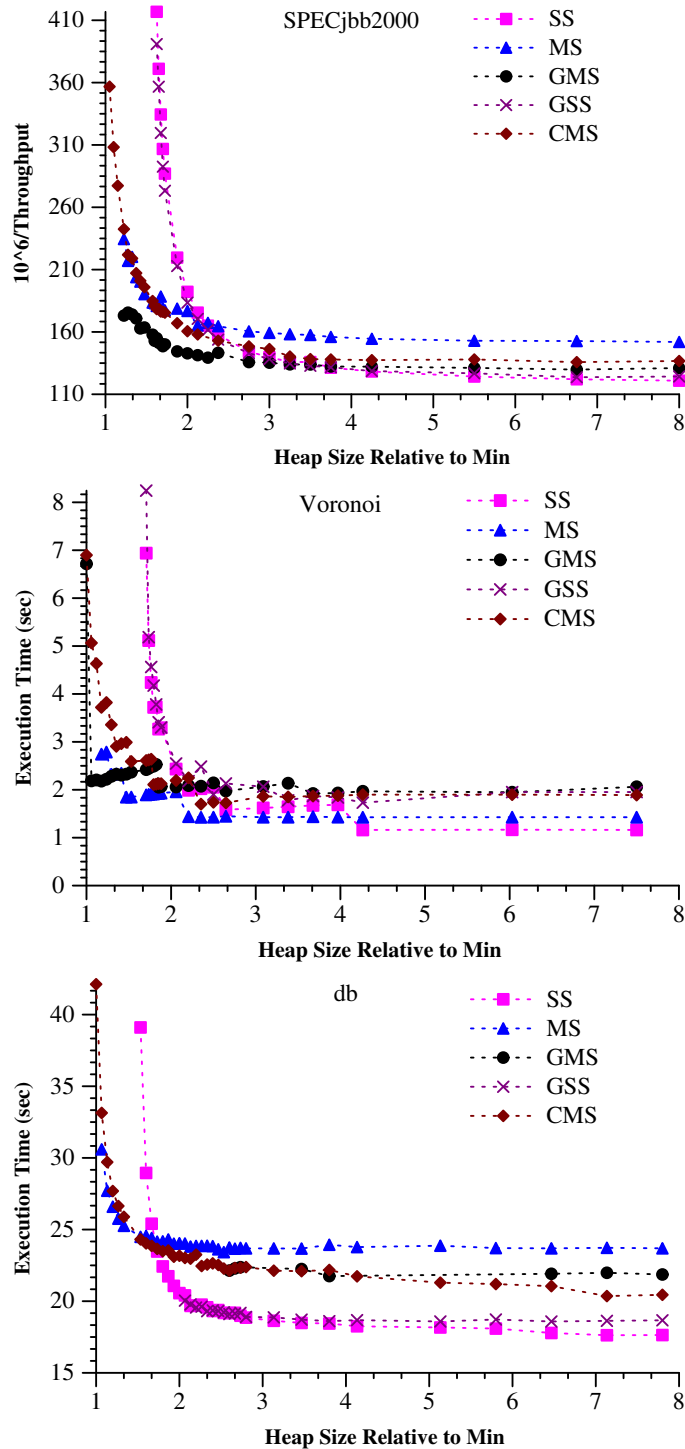 SPECjbb2000
SS
MS
GMS
GSS
CMS
10^6/Throughput
410
360
310
260
210
160
110
1 2 3 4 5 6 7 8
Heap Size Relative to Min
Voronoi
SS
MS
GMS
GSS
CMS
Execution Time (sec)
8
7
6
5
4
3
2
1
0
1 2 3 4 5 6 7 8
Heap Size Relative to Min
db
SS
MS
GMS
GSS
CMS
Execution Time (sec)
40
35
30
25
20
15
1 2 3 4 5 6 7 8
Heap Size Relative to Min